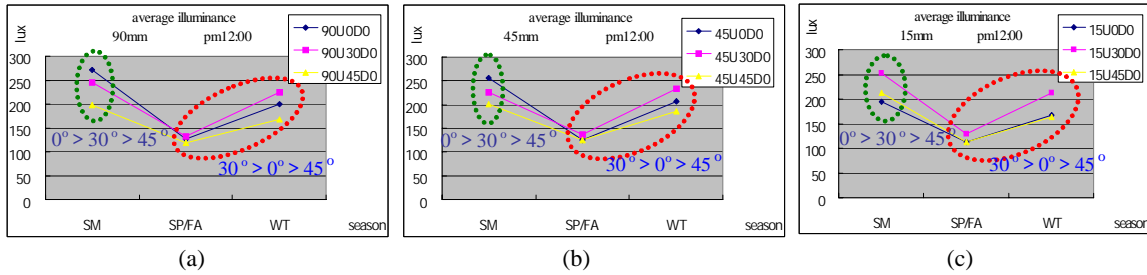 average illuminance
90mm pm12:00
lux
90U0D0
90U30D0
90U45D0
300
250
200
150
100
50
0
0° > 30° > 45°
30° > 0° > 45°
SM SP/FA WT season
(a)
average illuminance
45mm pm12:00
lux
45U0D0
45U30D0
45U45D0
300
250
200
150
100
50
0
0° > 30° > 45°
30° > 0° > 45°
SM SP/FA WT season
(b)
average illuminance
15mm pm12:00
lux
15U0D0
15U30D0
15U45D0
300
250
200
150
100
50
0
0° > 30° > 45°
30° > 0° > 45°
SM SP/FA WT season
(c)